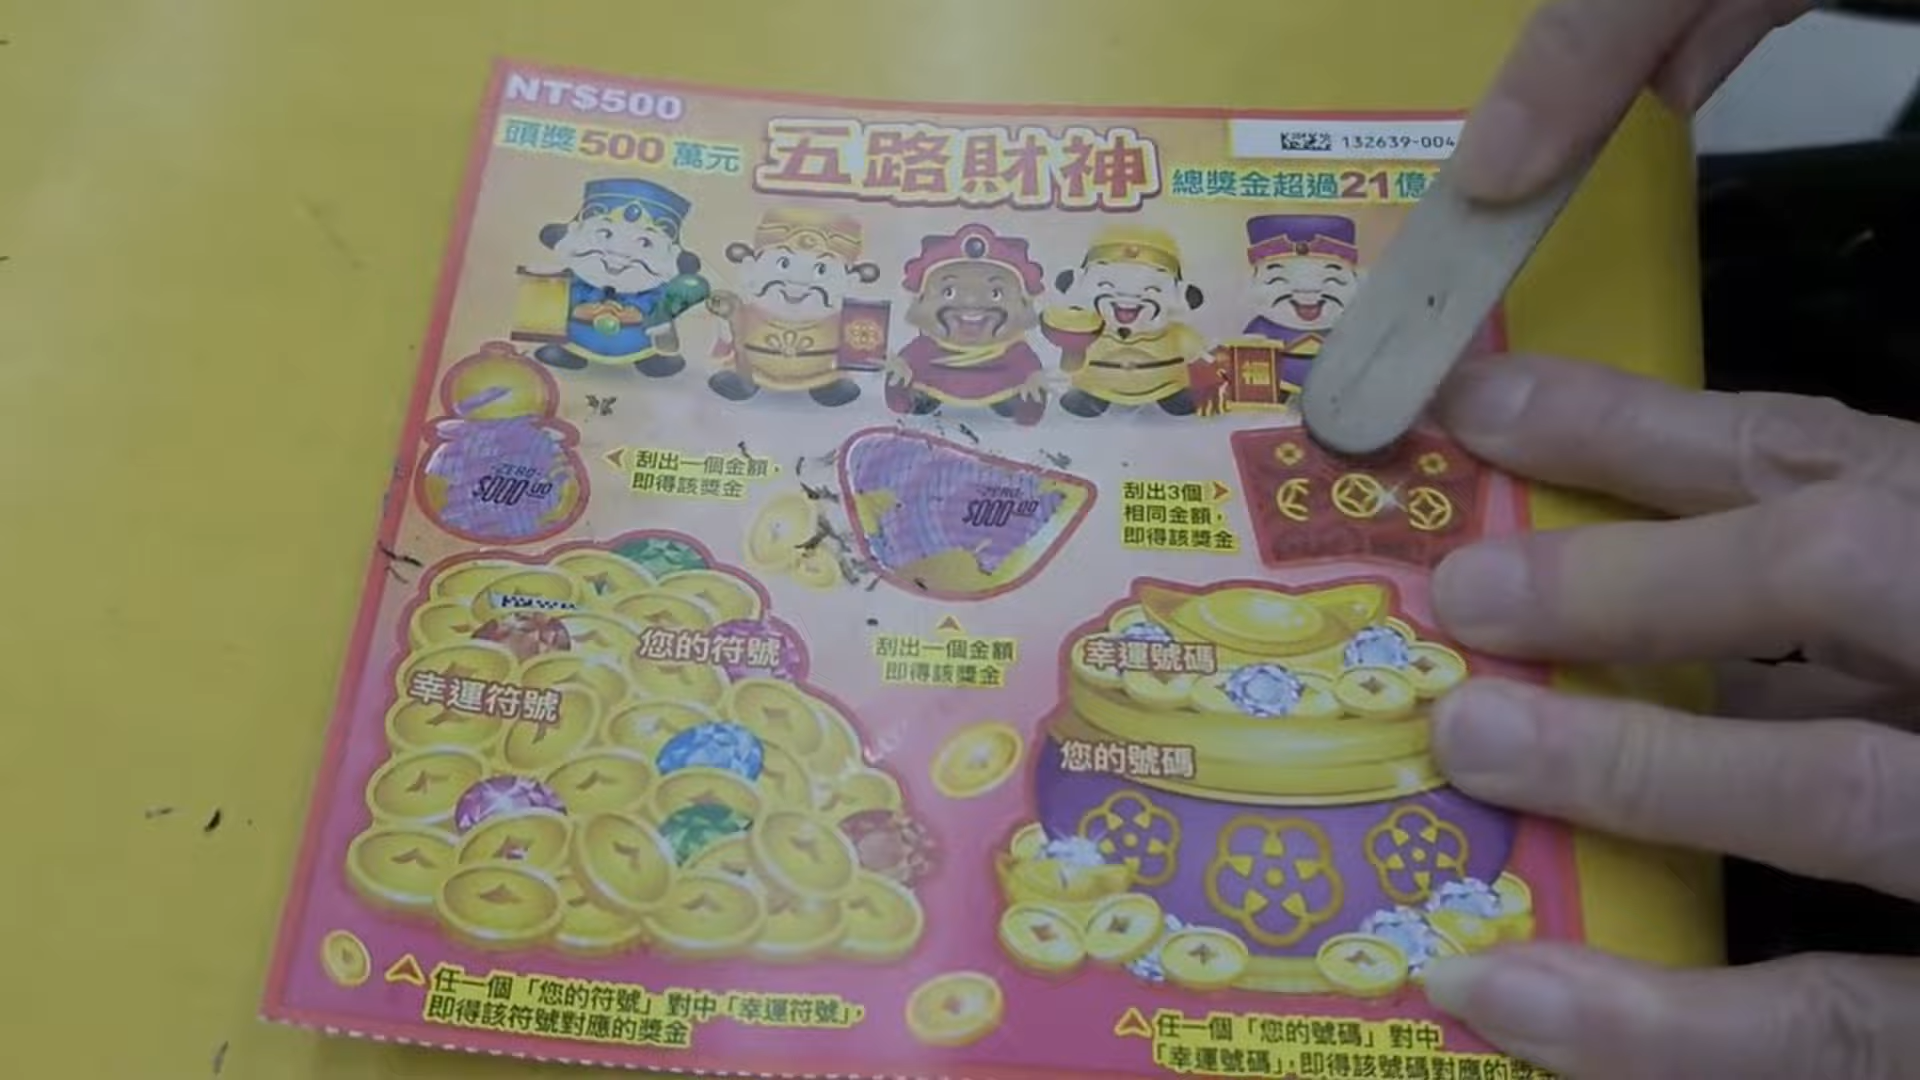 NT$500
頭獎500萬元
五路財神
132639-004
總獎金超過21億
福
-ZERO-
$000.00
刮出一個金額,
即得該獎金
-ZERO-
$000.00
刮出3個
相同金額,
即得該獎金
刮出一個金額
即得該獎金
您的符號
幸運符號
幸運號碼
您的號碼
任一個「您的符號」對中「幸運符號」,
即得該符號對應的獎金
任一個「您的號碼」對中
「幸運號碼」,即得該號碼對應的獎金